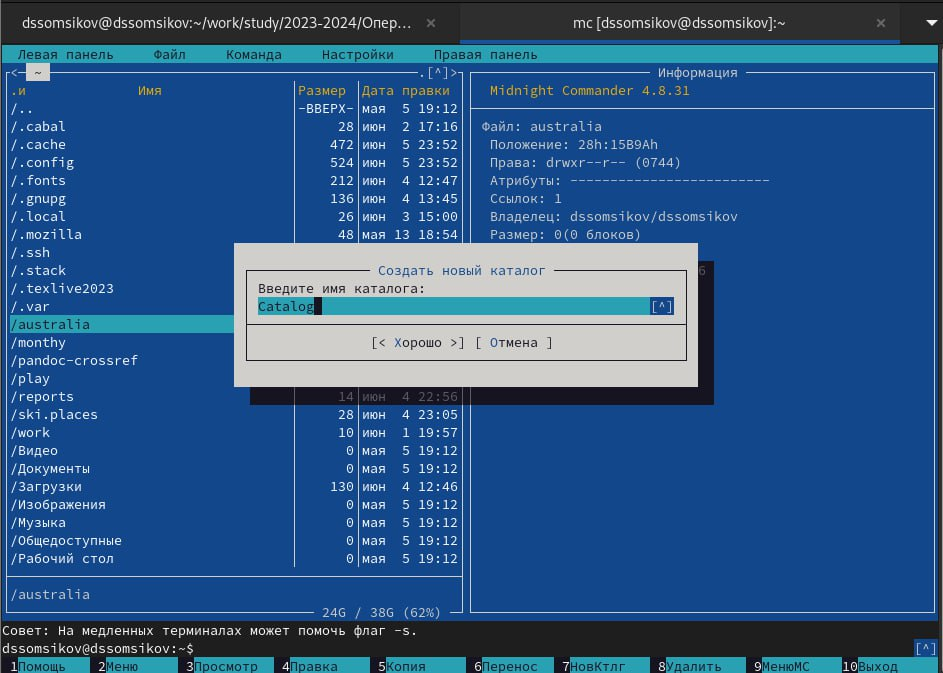 dssomsikov@dssomsikov:~/work/study/2023-2024/Опер... ×
mc [dssomsikov@dssomsikov]:~ ×
Левая панель Файл Команда Настройки Правая панель
<─ ~ .[^]>
.и Имя Размер Дата правки
/.. -ВВЕРХ- мая 5 19:12
/.cabal 28 июн 2 17:16
/.cache 472 июн 5 23:52
/.config 524 июн 5 23:52
/.fonts 212 июн 4 12:47
/.gnupg 136 июн 4 13:45
/.local 26 июн 3 15:00
/.mozilla 48 мая 13 18:54
/.ssh
/.stack
/.texlive2023
/.var
/australia
/monthy
/pandoc-crossref
/play
/reports 14 июн 4 22:56
/ski.places 28 июн 4 23:05
/work 10 июн 1 19:57
/Видео 0 мая 5 19:12
/Документы 0 мая 5 19:12
/Загрузки 130 июн 4 12:46
/Изображения 0 мая 5 19:12
/Музыка 0 мая 5 19:12
/Общедоступные 0 мая 5 19:12
/Рабочий стол 0 мая 5 19:12
/australia
24G / 38G (62%)
Информация
Midnight Commander 4.8.31
Файл: australia
Положение: 28h:15B9Ah
Права: drwxr--r-- (0744)
Атрибуты: -------------------------
Ссылок: 1
Владелец: dssomsikov/dssomsikov
Размер: 0(0 блоков)
б
Создать новый каталог
Введите имя каталога:
Catalog [^]
[< Хорошо >] [ Отмена ]
Совет: На медленных терминалах может помочь флаг -s.
dssomsikov@dssomsikov:~$ [^]
1Помощь 2Меню 3Просмотр 4Правка 5Копия 6Перенос 7НовКтлг 8Удалить 9МенюMC 10Выход